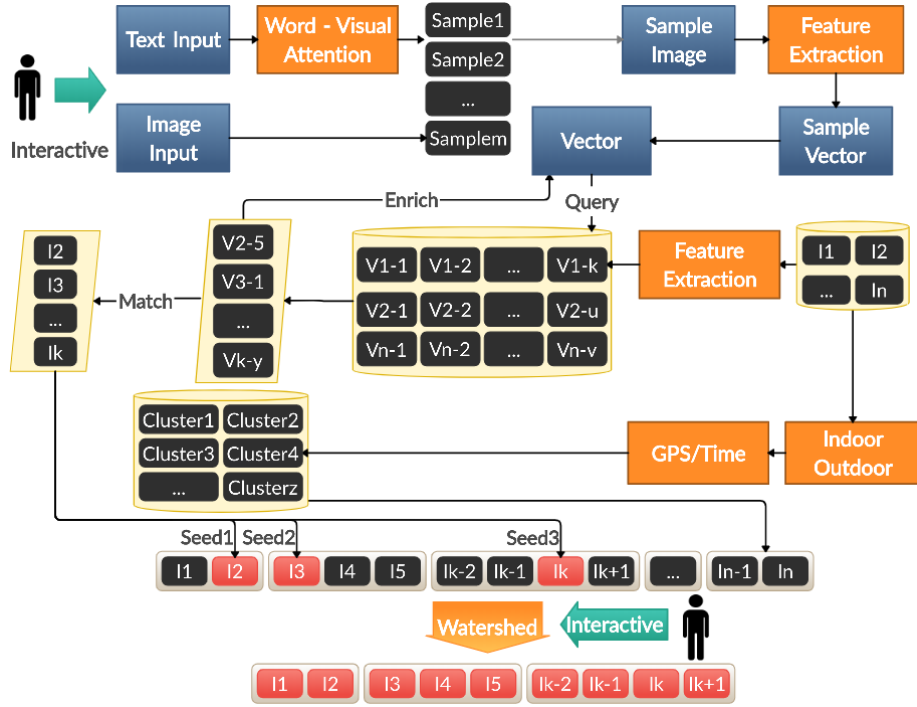 Text Input
Word - Visual
Attention
Sample1
Sample2
...
Samplem
Sample
Image
Feature
Extraction
Interactive
Image
Input
Vector
Sample
Vector
Enrich
Query
I2
I3
...
Ik
Match
V2-5
V3-1
...
Vk-y
V1-1 V1-2 ... V1-k
V2-1 V2-2 ... V2-u
Vn-1 Vn-2 ... Vn-v
Feature
Extraction
I1 I2
... In
Cluster1 Cluster2
Cluster3 Cluster4
... Clusterz
GPS/Time
Indoor
Outdoor
Seed1 Seed2 Seed3
I1 I2 I3 I4 I5 Ik-2 Ik-1 Ik Ik+1 ... In-1 In
Watershed
Interactive
I1 I2 I3 I4 I5 Ik-2 Ik-1 Ik Ik+1